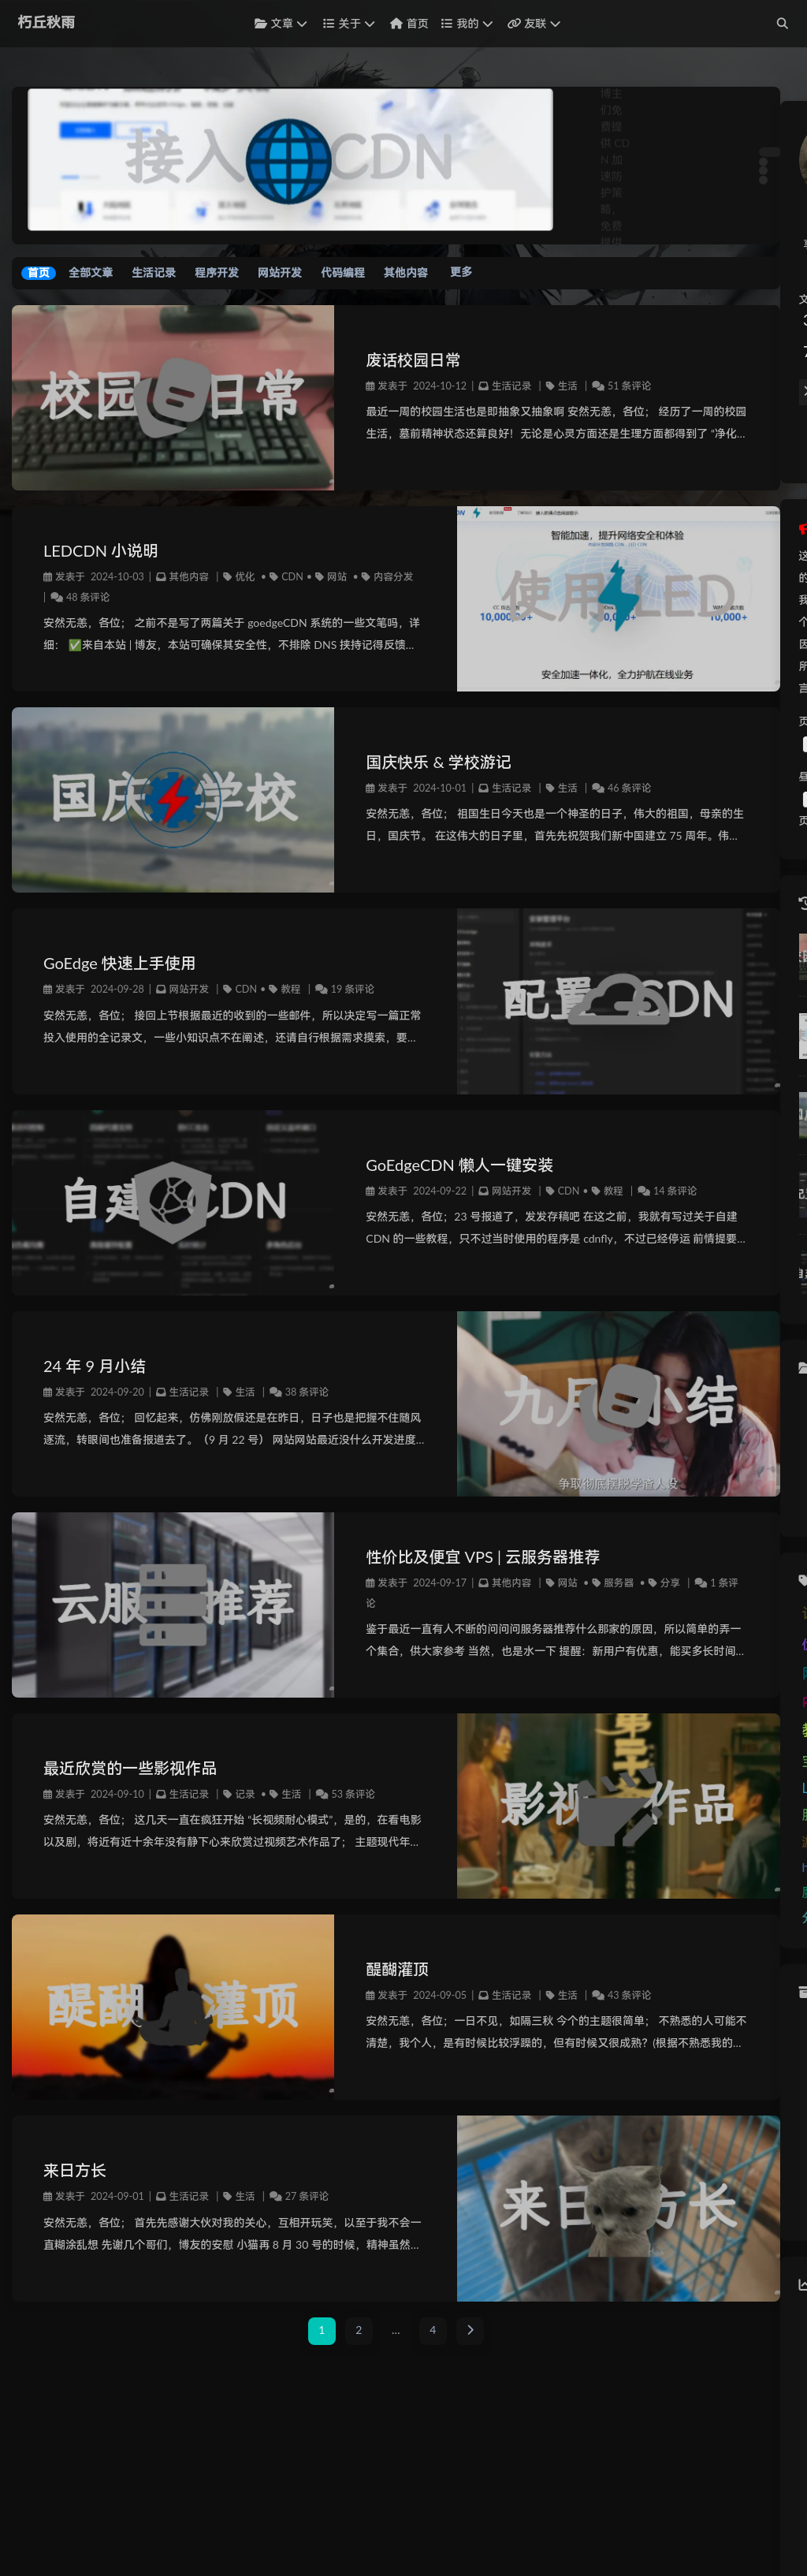 朽丘秋雨
文章 关于 首页 我的 友联
接入 CDN
博主
们免
费提
供 CD
N 加
速防
护策
略，
免费
首页 全部文章 生活记录 程序开发 网站开发 代码编程 其他内容 更多
校园 日常
废话校园日常
发表于 2024-10-12 | 生活记录 | 生活 | 51 条评论
最近一周的校园生活也是即抽象又抽象啊 安然无恙，各位； 经历了一周的校园
生活，墓前精神状态还算良好！无论是心灵方面还是生理方面都得到了 “净化...
LEDCDN 小说明
发表于 2024-10-03 | 其他内容 | 优化 • CDN • 网站 • 内容分发
| 48 条评论
安然无恙，各位； 之前不是写了两篇关于 goedgeCDN 系统的一些文笔吗，详
细： ✅来自本站 | 博友，本站可确保其安全性，不排除 DNS 挟持记得反馈...
智能加速，提升网络安全和体验
使用 LED
10,000,00+
10,000+
安全加速一体化，全力护航在线业务
国庆 学校
国庆快乐 & 学校游记
发表于 2024-10-01 | 生活记录 | 生活 | 46 条评论
安然无恙，各位； 祖国生日今天也是一个神圣的日子，伟大的祖国，母亲的生
日，国庆节。 在这伟大的日子里，首先先祝贺我们新中国建立 75 周年。伟...
GoEdge 快速上手使用
发表于 2024-09-28 | 网站开发 | CDN • 教程 | 19 条评论
安然无恙，各位； 接回上节根据最近的收到的一些邮件，所以决定写一篇正常
投入使用的全记录文，一些小知识点不在阐述，还请自行根据需求摸索，要...
配置 CDN
自建 CDN
GoEdgeCDN 懒人一键安装
发表于 2024-09-22 | 网站开发 | CDN • 教程 | 14 条评论
安然无恙，各位；23 号报道了，发发存稿吧 在这之前，我就有写过关于自建
CDN 的一些教程，只不过当时使用的程序是 cdnfly，不过已经停运 前情提要...
24 年 9 月小结
发表于 2024-09-20 | 生活记录 | 生活 | 38 条评论
安然无恙，各位； 回忆起来，仿佛刚放假还是在昨日，日子也是把握不住随风
逐流，转眼间也准备报道去了。（9 月 22 号） 网站网站最近没什么开发进度...
九月 小结
争取彻底摆脱学渣人设
云服 推荐
性价比及便宜 VPS | 云服务器推荐
发表于 2024-09-17 | 其他内容 | 网站 • 服务器 • 分享 | 1 条评
论
鉴于最近一直有人不断的问问问服务器推荐什么那家的原因，所以简单的弄一
个集合，供大家参考 当然，也是水一下 提醒：新用户有优惠，能买多长时间...
最近欣赏的一些影视作品
发表于 2024-09-10 | 生活记录 | 记录 • 生活 | 53 条评论
安然无恙，各位； 这几天一直在疯狂开始 “长视频耐心模式”，是的，在看电影
以及剧，将近有近十余年没有静下心来欣赏过视频艺术作品了； 主题现代年...
影视 作品
醍醐 灌顶
醍醐灌顶
发表于 2024-09-05 | 生活记录 | 生活 | 43 条评论
安然无恙，各位；一日不见，如隔三秋 今个的主题很简单； 不熟悉的人可能不
清楚，我个人，是有时候比较浮躁的，但有时候又很成熟？(根据不熟悉我的...
来日方长
发表于 2024-09-01 | 生活记录 | 生活 | 27 条评论
安然无恙，各位； 首先先感谢大伙对我的关心，互相开玩笑，以至于我不会一
直糊涂乱想 先谢几个哥们，博友的安慰 小猫再 8 月 30 号的时候，精神虽然...
来日 方长
1 2 ... 4